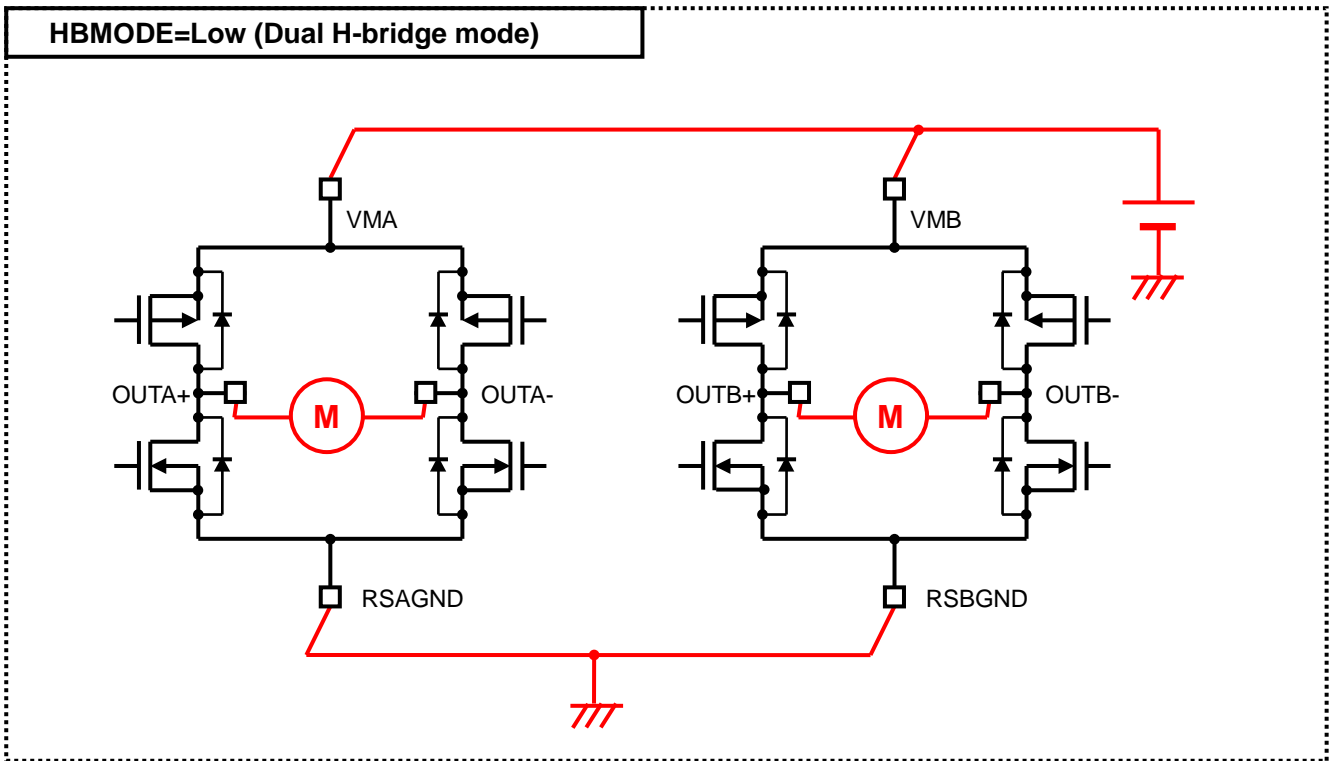 HBMODE=Low (Dual H-bridge mode)
VMA
VMB
OUTA+
M
OUTA-
OUTB+
M
OUTB-
RSAGND
RSBGND